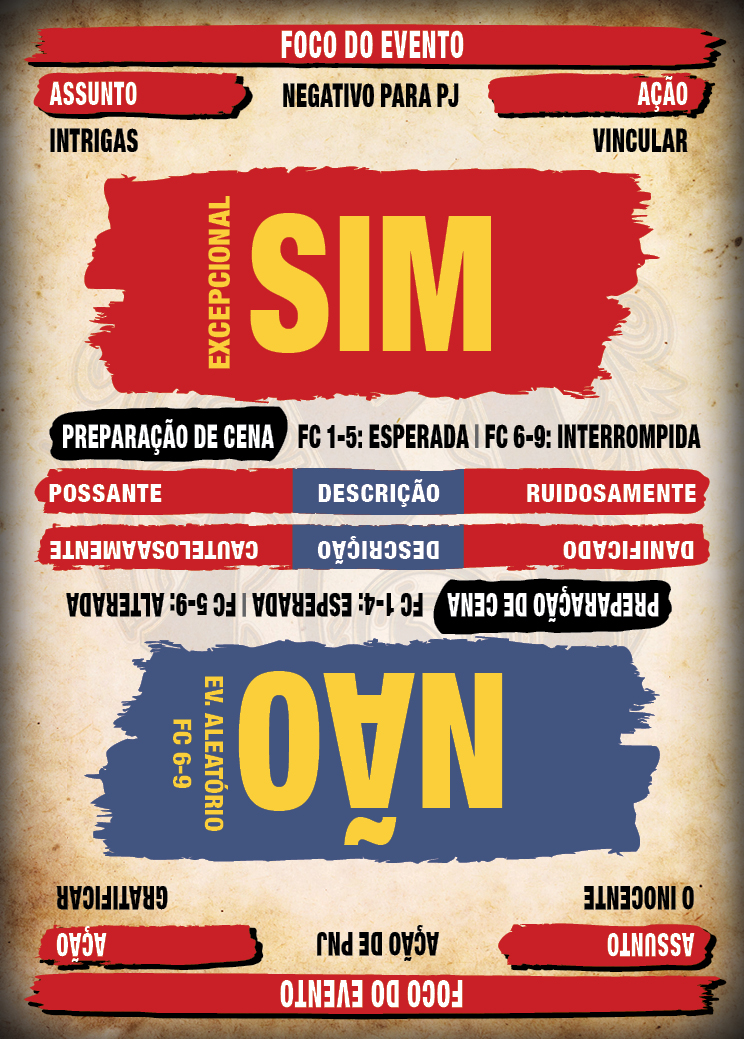 FOCO DO EVENTO
ASSUNTO NEGATIVO PARA PJ AÇÃO
INTRIGAS VINCULAR
EXCEPCIONAL
SIM
PREPARAÇÃO DE CENA FC 1-5: ESPERADA | FC 6-9: INTERROMPIDA
POSSANTE DESCRIÇÃO RUIDOSAMENTE
FOCO DO EVENTO
ASSUNTO AÇÃO DE PNJ AÇÃO
O INOCENTE GRATIFICAR
NÃO
EV. ALEATÓRIO
FC 6-9
PREPARAÇÃO DE CENA FC 1-4: ESPERADA | FC 5-9: ALTERADA
DANIFICADO DESCRIÇÃO CAUTELOSAAMENTE